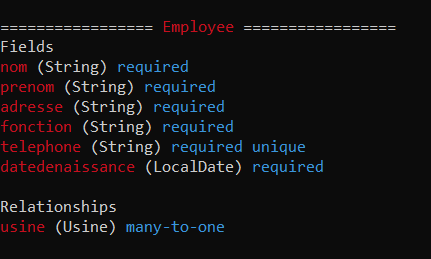 ================= Employee =================
Fields
nom (String) required
prenom (String) required
adresse (String) required
fonction (String) required
telephone (String) required unique
datedenaissance (LocalDate) required
Relationships
usine (Usine) many-to-one